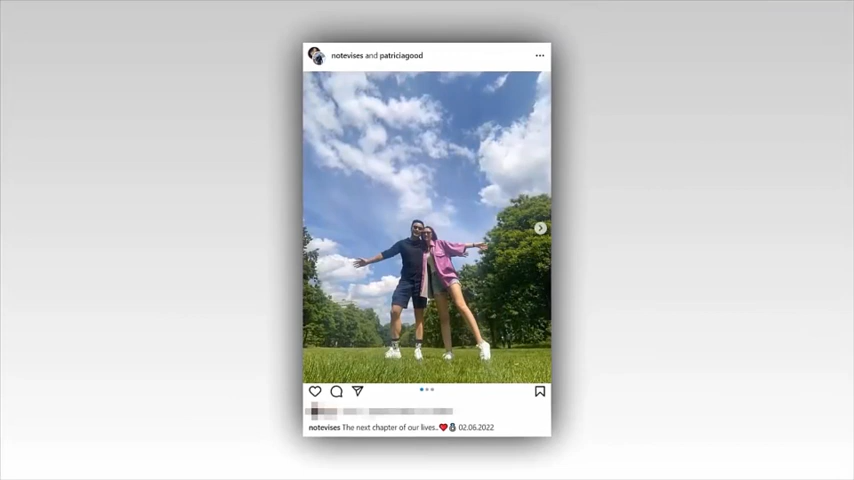 notevises and patriciagood
notevises The next chapter of our lives..❤️💍 02.06.2022